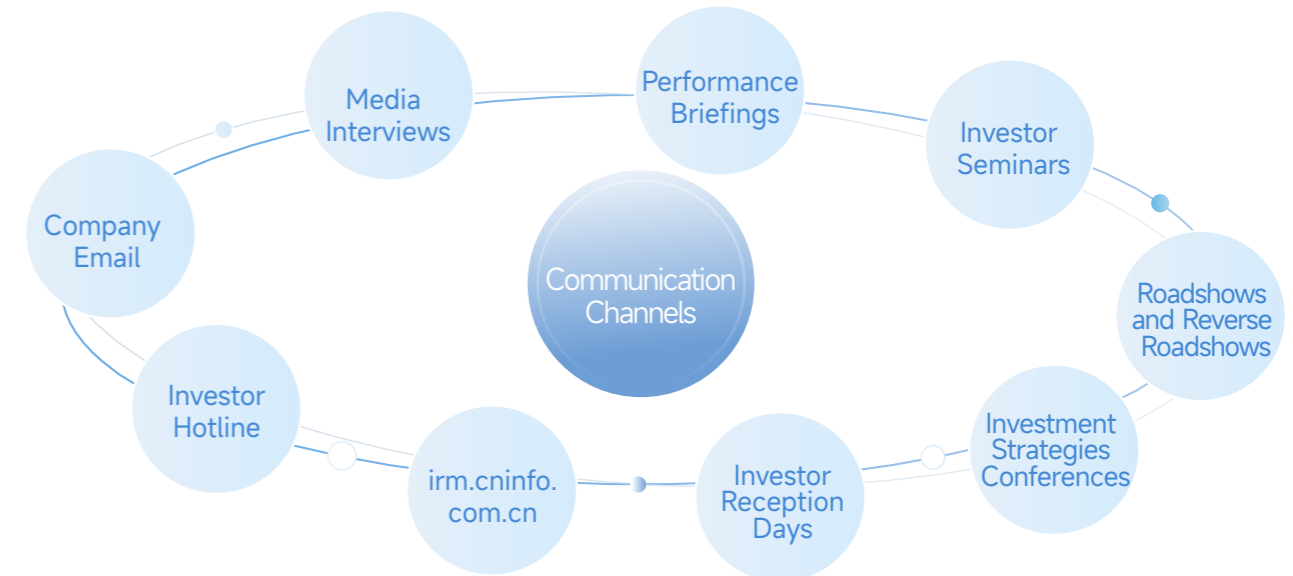 Media
Interviews
Performance
Briefings
Investor
Seminars
Company
Email
Communication
Channels
Roadshows
and Reverse
Roadshows
Investor
Hotline
Investment
Strategies
Conferences
irm.cninfo.
com.cn
Investor
Reception
Days